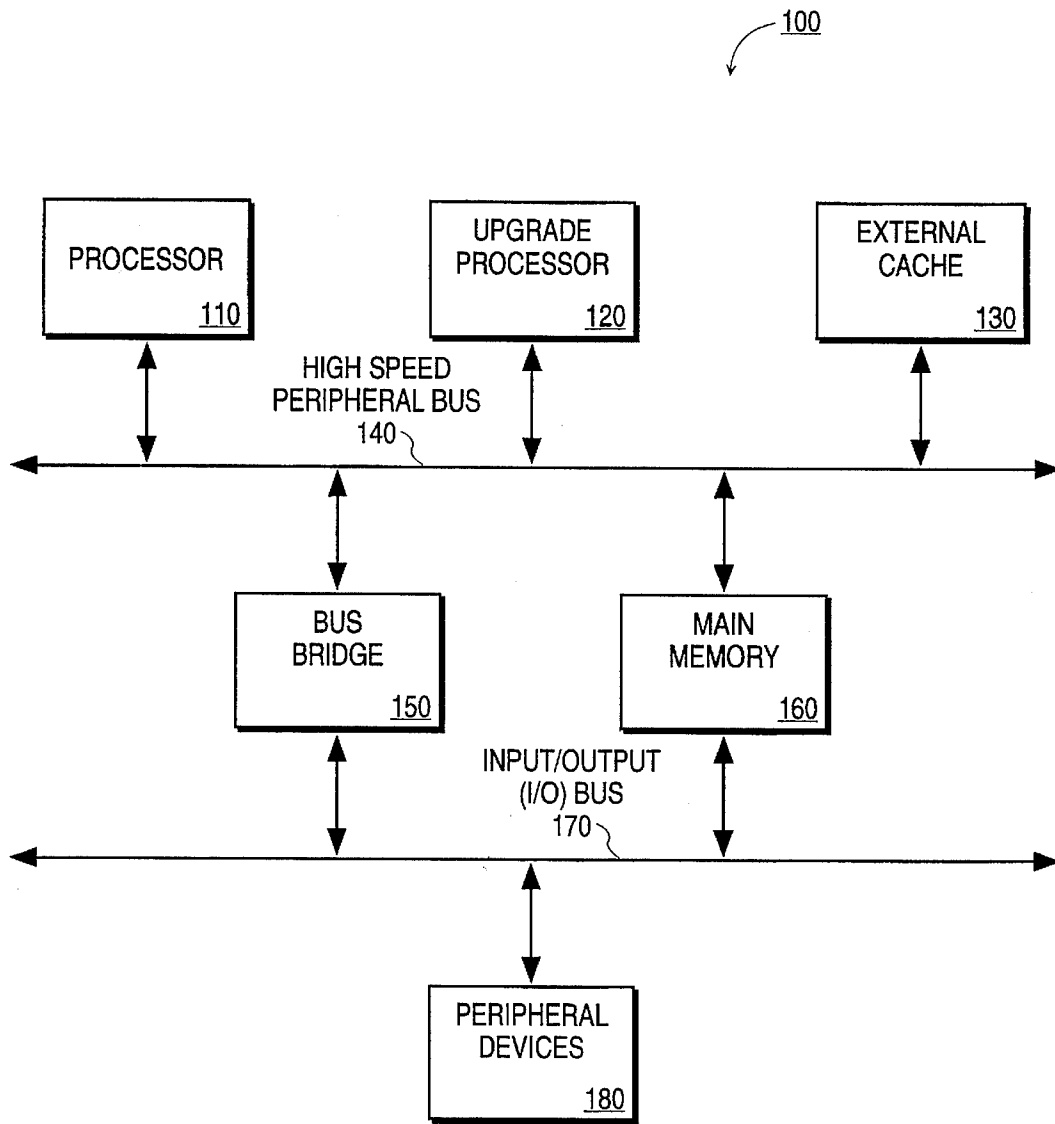 100
PROCESSOR
110
UPGRADE
PROCESSOR
120
EXTERNAL
CACHE
130
HIGH SPEED
PERIPHERAL BUS
140
BUS
BRIDGE
150
MAIN
MEMORY
160
INPUT/OUTPUT
(I/O) BUS
170
PERIPHERAL
DEVICES
180